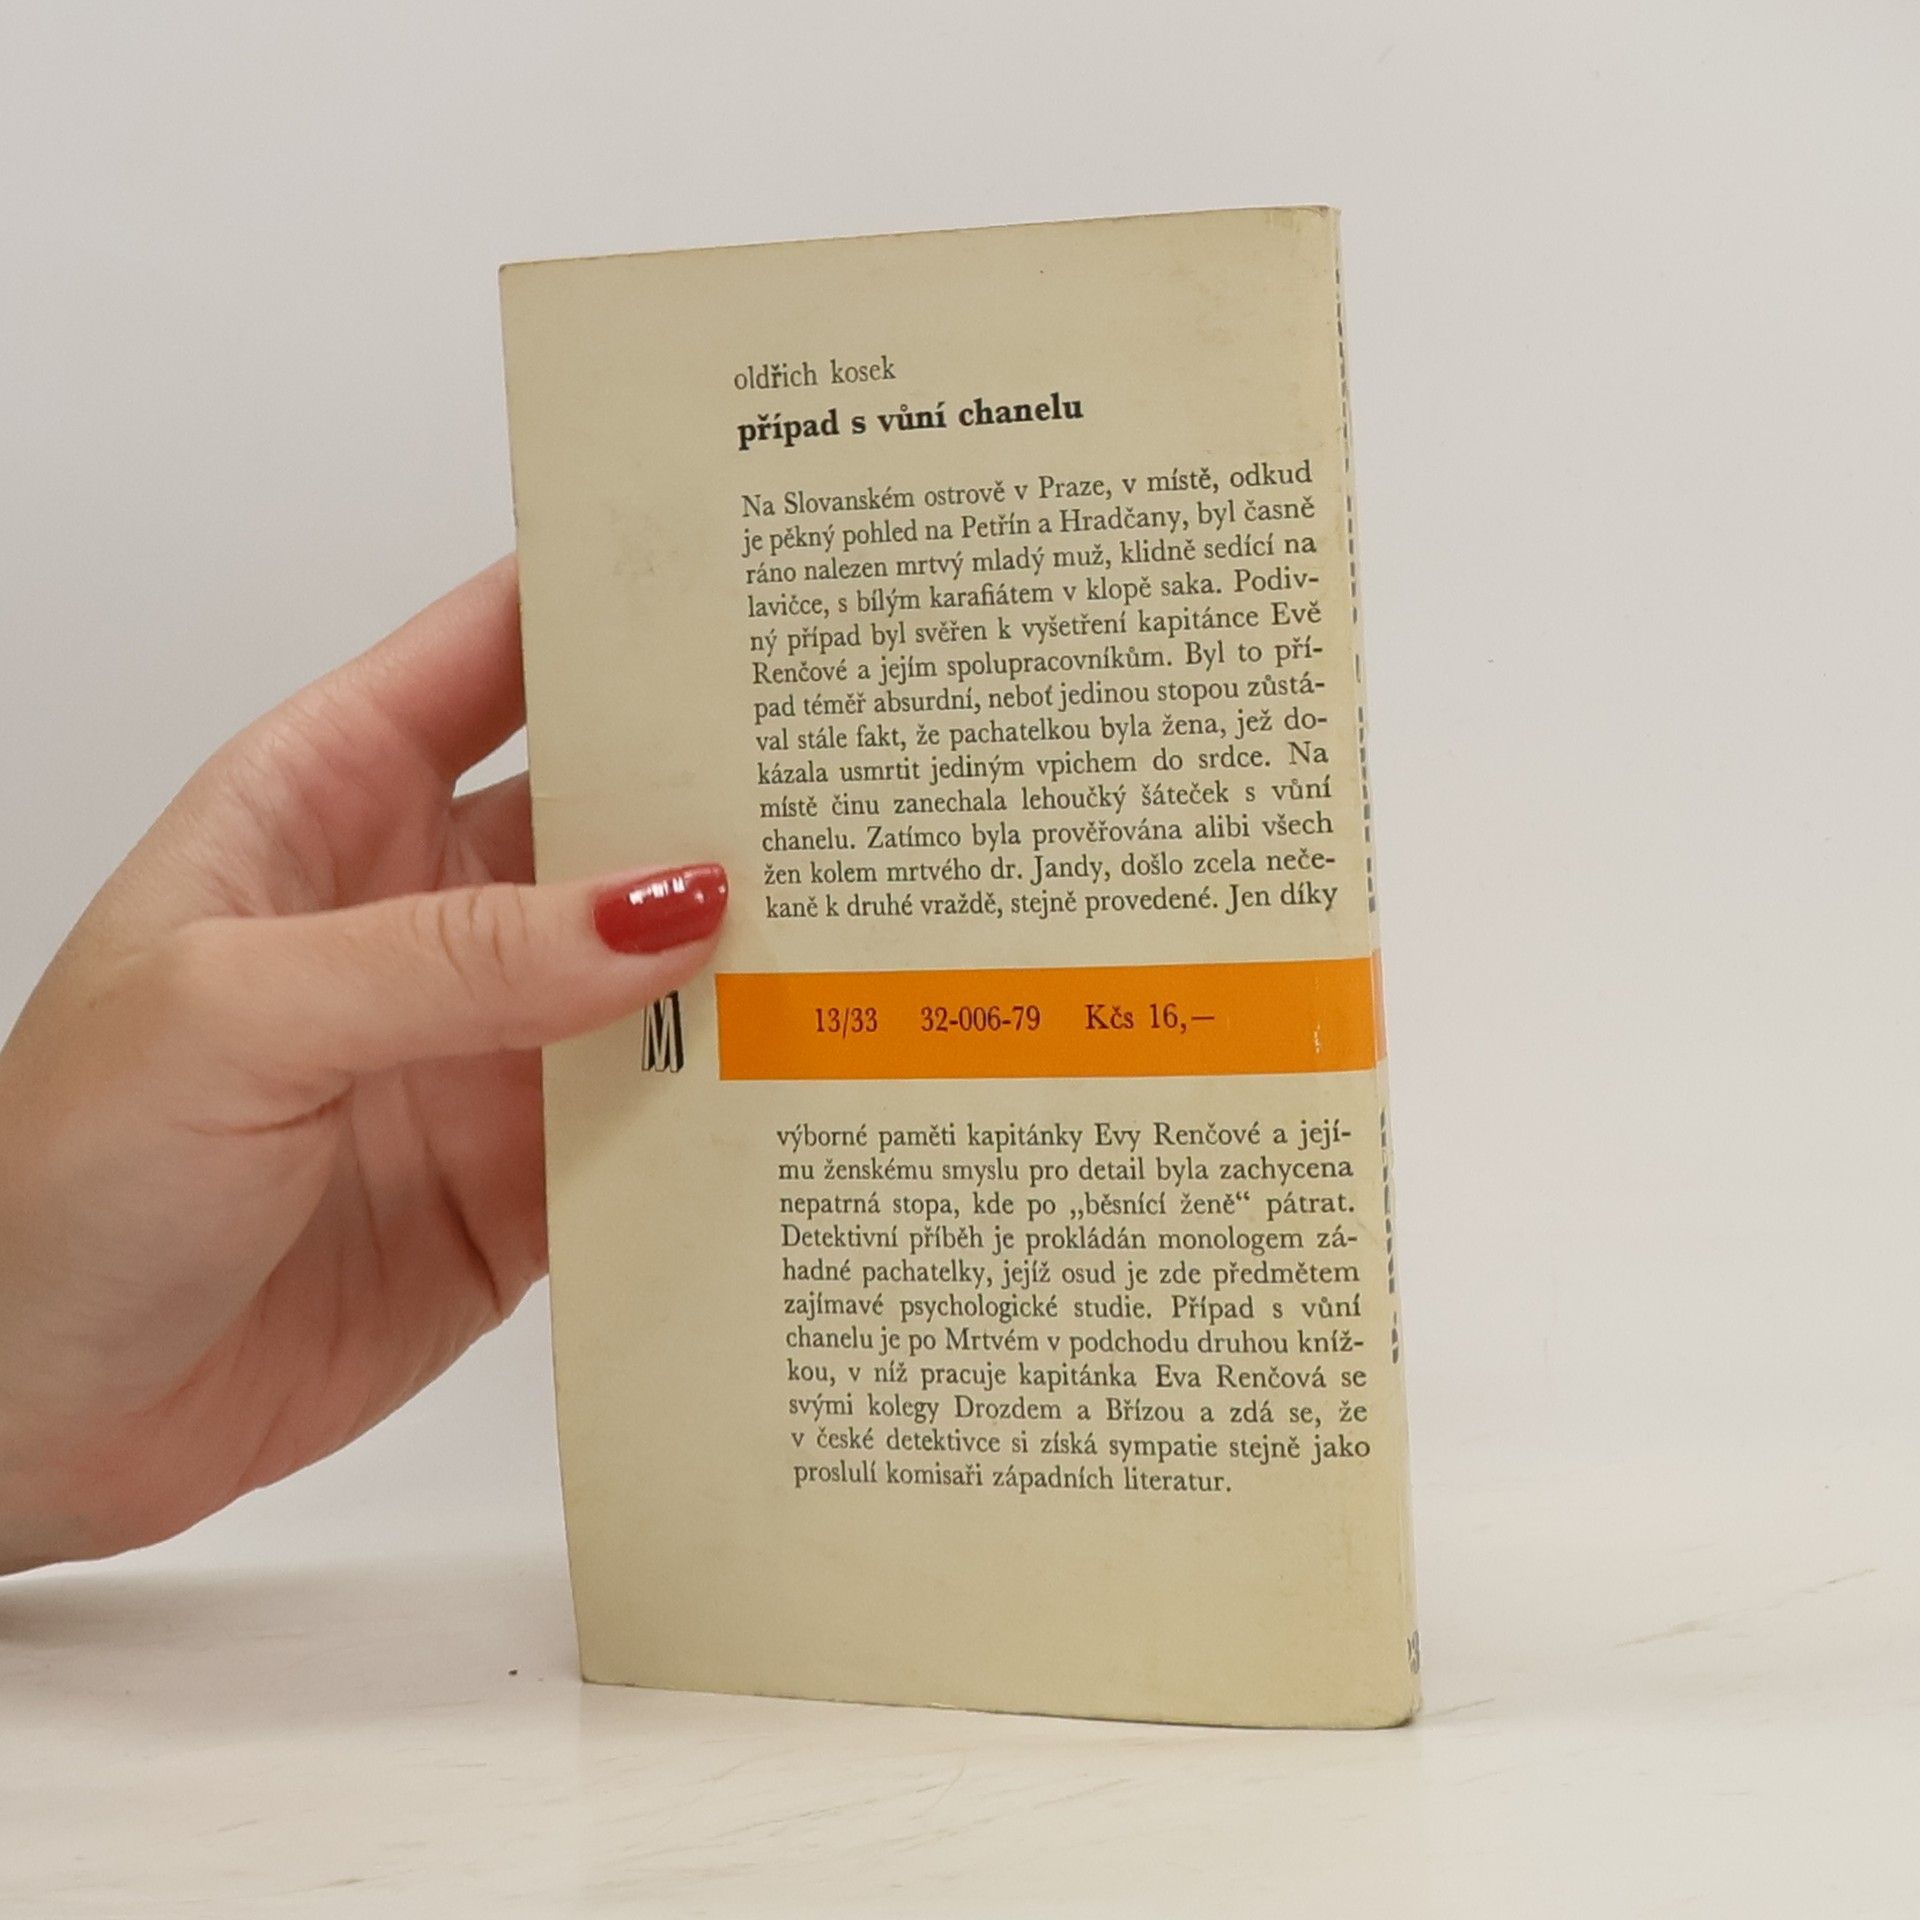 oldřich kosek
případ s vůní chanelu
Na Slovanském ostrově v Praze, v místě, odkud
je pěkný pohled na Petřín a Hradčany, byl časně
ráno nalezen mrtvý mladý muž, klidně sedící na
lavičce, s bílým karafiátem v klopě saka. Podiv-
ný případ byl svěřen k vyšetření kapitánce Evě
Renčové a jejím spolupracovníkům. Byl to pří-
pad téměř absurdní, neboť jedinou stopou zůstá-
val stále fakt, že pachatelkou byla žena, jež do-
kázala usmrtit jediným vpichem do srdce. Na
místě činu zanechala lehoučký šáteček s vůní
chanelu. Zatímco byla prověřována alibi všech
žen kolem mrtvého dr. Jandy, došlo zcela neče-
kaně k druhé vraždě, stejně provedené. Jen díky
M
13/33 32-006-79 Kčs 16,—
výborné paměti kapitánky Evy Renčové a její-
mu ženskému smyslu pro detail byla zachycena
nepatrná stopa, kde po „běsnící ženě“ pátrat.
Detektivní příběh je prokládán monologem zá-
hadné pachatelky, jejíž osud je zde předmětem
zajímavé psychologické studie. Případ s vůní
chanelu je po Mrtvém v podchodu druhou kníž-
kou, v níž pracuje kapitánka Eva Renčová se
svými kolegy Drozdem a Břízou a zdá se, že
v české detektivce si získá sympatie stejně jako
proslulí komisaři západních literatur.